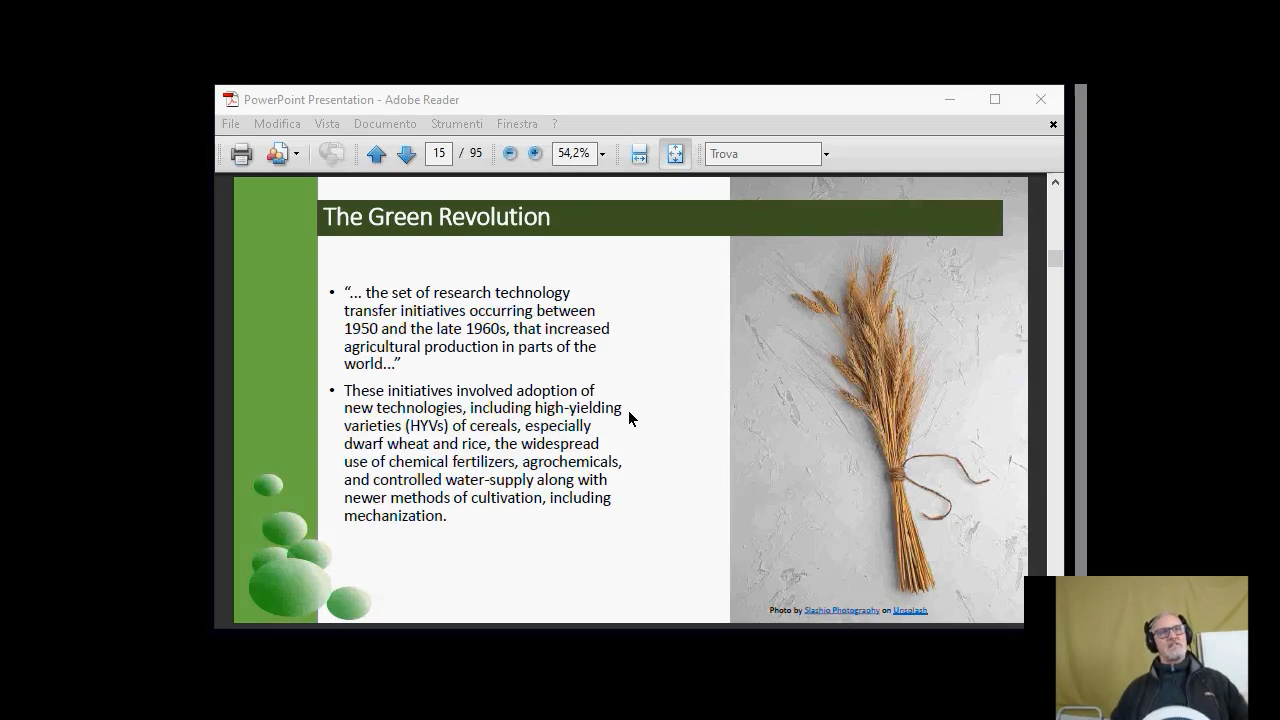 PowerPoint Presentation - Adobe Reader
File Modifica Vista Documento Strumenti Finestra ?
15 / 95 54,2% Trova
The Green Revolution
• “... the set of research technology
transfer initiatives occurring between
1950 and the late 1960s, that increased
agricultural production in parts of the
world...”
• These initiatives involved adoption of
new technologies, including high-yielding
varieties (HYVs) of cereals, especially
dwarf wheat and rice, the widespread
use of chemical fertilizers, agrochemicals,
and controlled water-supply along with
newer methods of cultivation, including
mechanization.
Photo by Slashio Photography on Unsplash